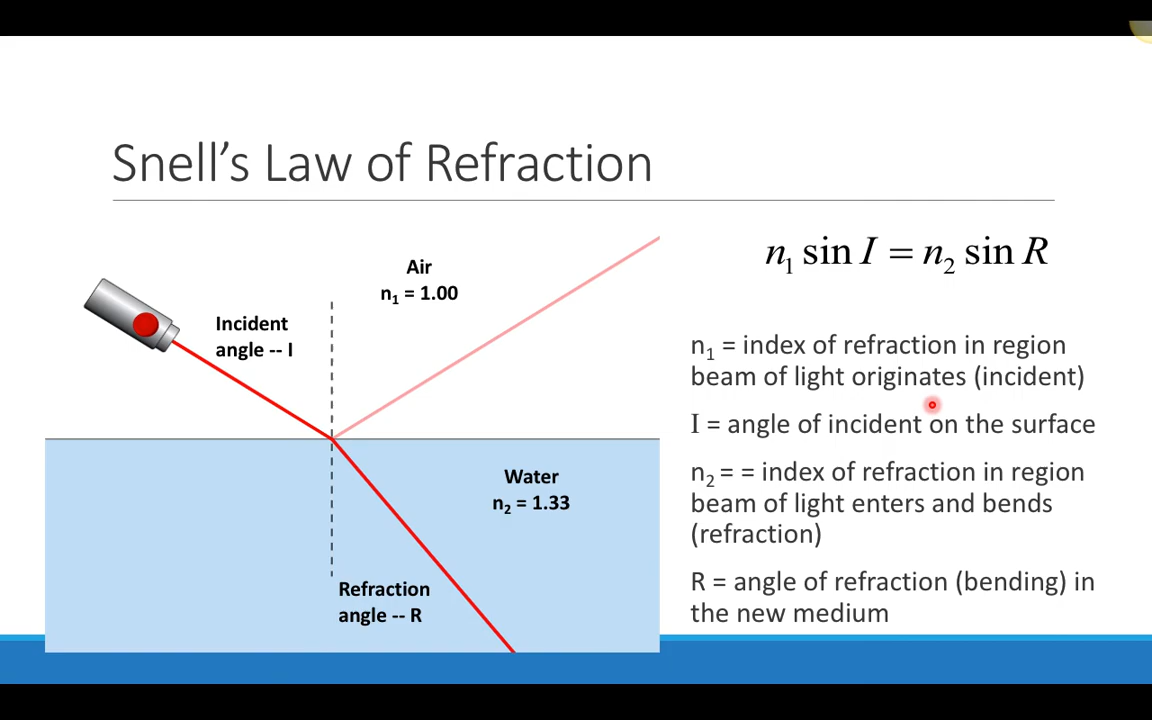 Snell’s Law of Refraction
Air
n₁ = 1.00
Incident
angle -- I
Water
n₂ = 1.33
Refraction
angle -- R
n₁ sin I = n₂ sin R
n₁ = index of refraction in region
beam of light originates (incident)
I = angle of incident on the surface
n₂ = = index of refraction in region
beam of light enters and bends
(refraction)
R = angle of refraction (bending) in
the new medium